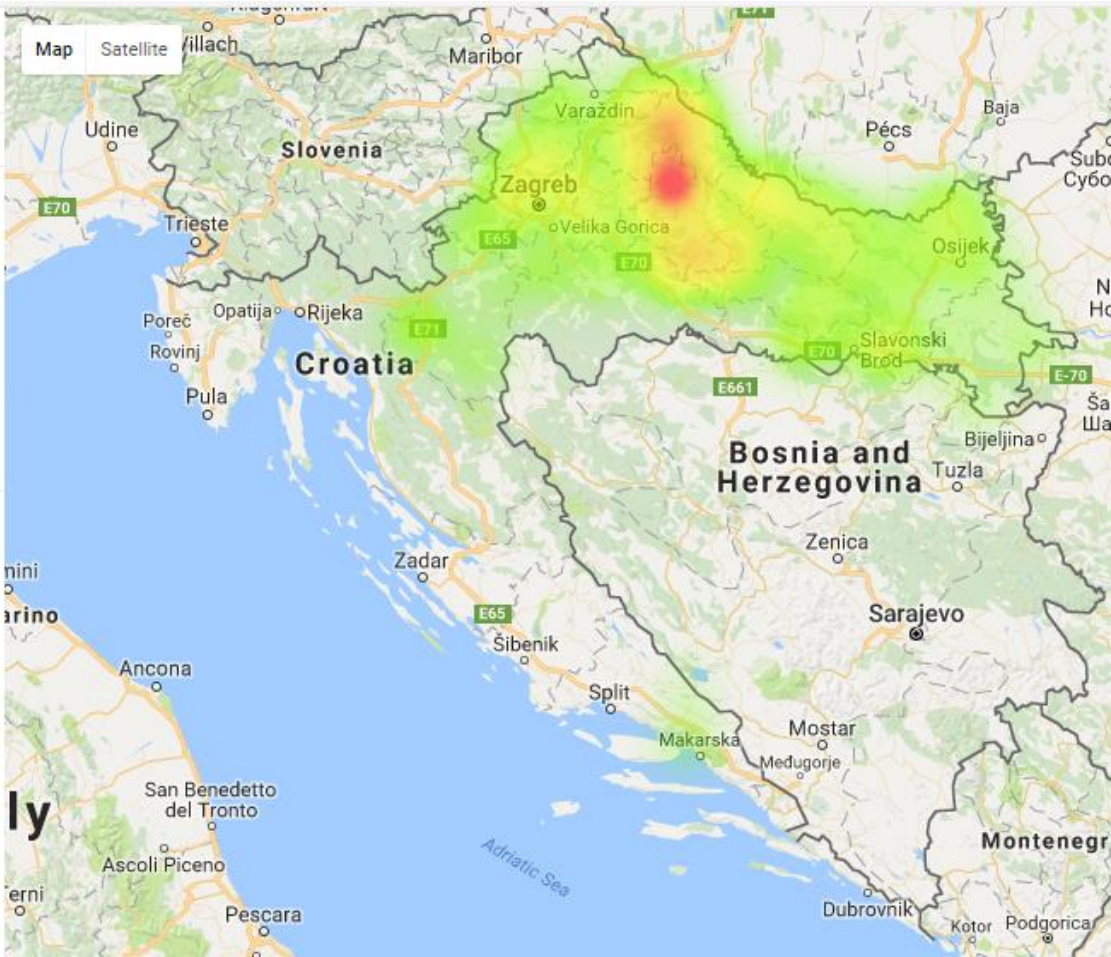 Map
Satellite
Villach
Maribor
E71
Varaždin
Baja
Pécs
Udine
Slovenia
Zagreb
E70
Trieste
Velika Gorica
E65
E70
Osijek
Opatija
Rijeka
Poreč
E71
Rovinj
Croatia
Slavonski
Brod
E70
E-70
E661
Pula
Bijeljina
Bosnia and
Herzegovina
Tuzla
Zenica
Zadar
E65
Sarajevo
Šibenik
Ancona
Split
Makarska
Mostar
Međugorje
San Benedetto
del Tronto
ly
Adriatic Sea
Montenegr
Ascoli Piceno
Dubrovnik
Pescara
Kotor
Podgorica